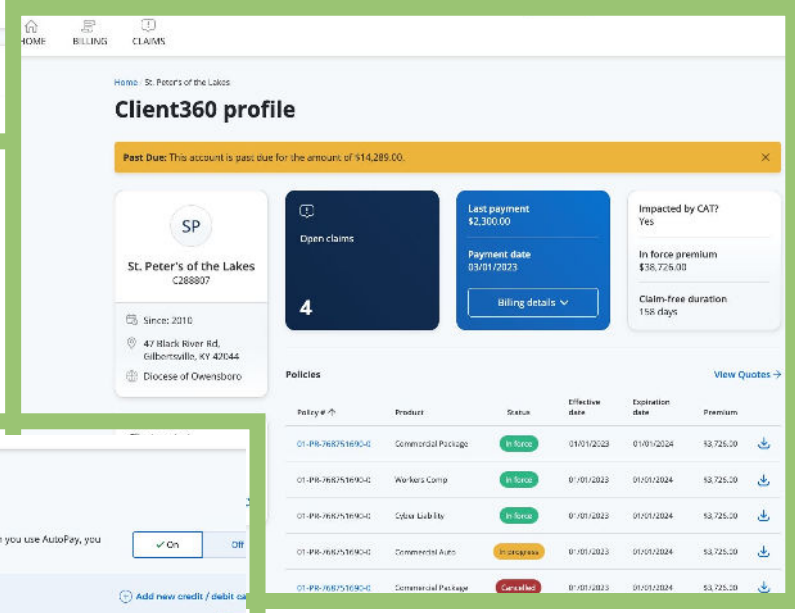 HOME BILLING CLAIMS
Home / St. Peter's of the Lakes
Client360 profile
Past Due: This account is past due for the amount of $14,289.00.
SP
St. Peter's of the Lakes
C288807
Since: 2010
47 Black River Rd,
Gilbertsville, KY 42044
Diocese of Owensboro
Open claims
4
Last payment
$2,300.00
Payment date
03/01/2023
Billing details
Impacted by CAT?
Yes
In force premium
$38,726.00
Claim-free duration
158 days
Policies View Quotes →
Policy # ↑ Product Status Effective date Expiration date Premium
01-PR-768751690-0 Commercial Package In force 01/01/2023 01/01/2024 $3,726.00
01-PR-768751690-0 Workers Comp In force 01/01/2023 01/01/2024 $3,726.00
01-PR-768751690-0 Cyber Liability In force 01/01/2023 01/01/2024 $3,726.00
01-PR-768751690-0 Commercial Auto In progress 01/01/2023 01/01/2024 $3,726.00
01-PR-768751690-0 Commercial Package Cancelled 01/01/2023 01/01/2024 $3,726.00
you use AutoPay, you
On Off
Add new credit / debit